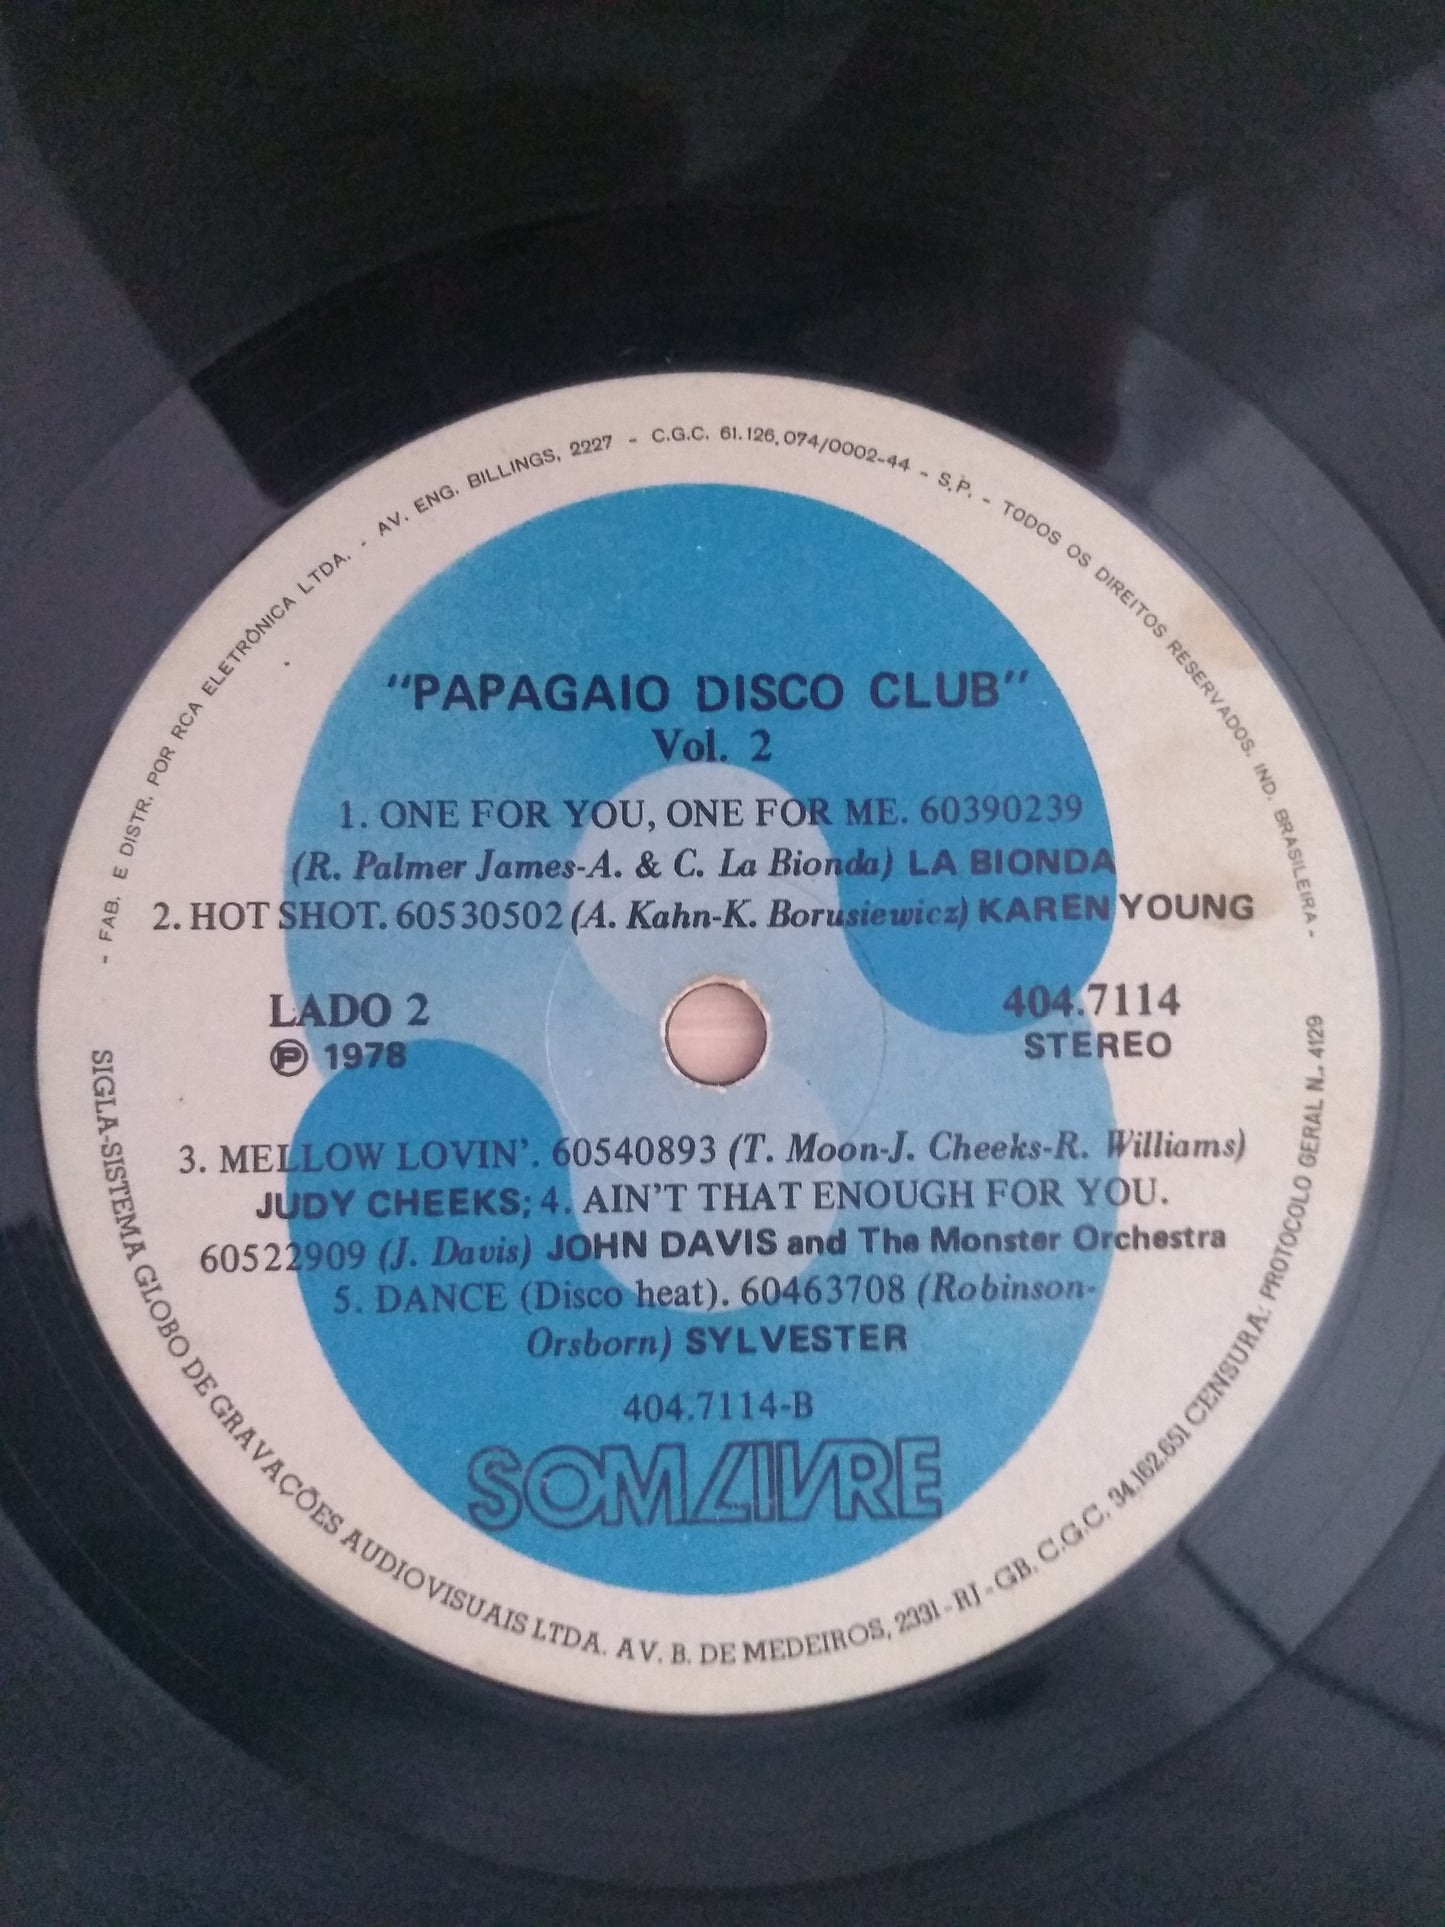 - FAB. E DISTR. POR RCA ELETRÔNICA LTDA. - AV. ENG. BILLINGS, 2227 - C.G.C. 61.126.074/0002-44 - S.P. - TODOS OS DIREITOS RESERVADOS. IND. BRASILEIRA -
"PAPAGAIO DISCO CLUB"
Vol. 2
1. ONE FOR YOU, ONE FOR ME. 60390239
(R. Palmer James-A. & C. La Bionda) LA BIONDA
2. HOT SHOT. 60530502 (A. Kahn-K. Borusiewicz) KAREN YOUNG
LADO 2
℗ 1978
404.7114
STEREO
3. MELLOW LOVIN'. 60540893 (T. Moon-J. Cheeks-R. Williams)
JUDY CHEEKS; 4. AIN'T THAT ENOUGH FOR YOU.
60522909 (J. Davis) JOHN DAVIS and The Monster Orchestra
5. DANCE (Disco heat). 60463708 (Robinson-
Orsborn) SYLVESTER
404.7114-B
SOM LIVRE
SIGLA-SISTEMA GLOBO DE GRAVAÇÕES AUDIOVISUAIS LTDA. AV. B. DE MEDEIROS, 2331-RJ-GB. C.G.C. 34.162.651 CENSURA: PROTOCOLO GERAL N.. 4129